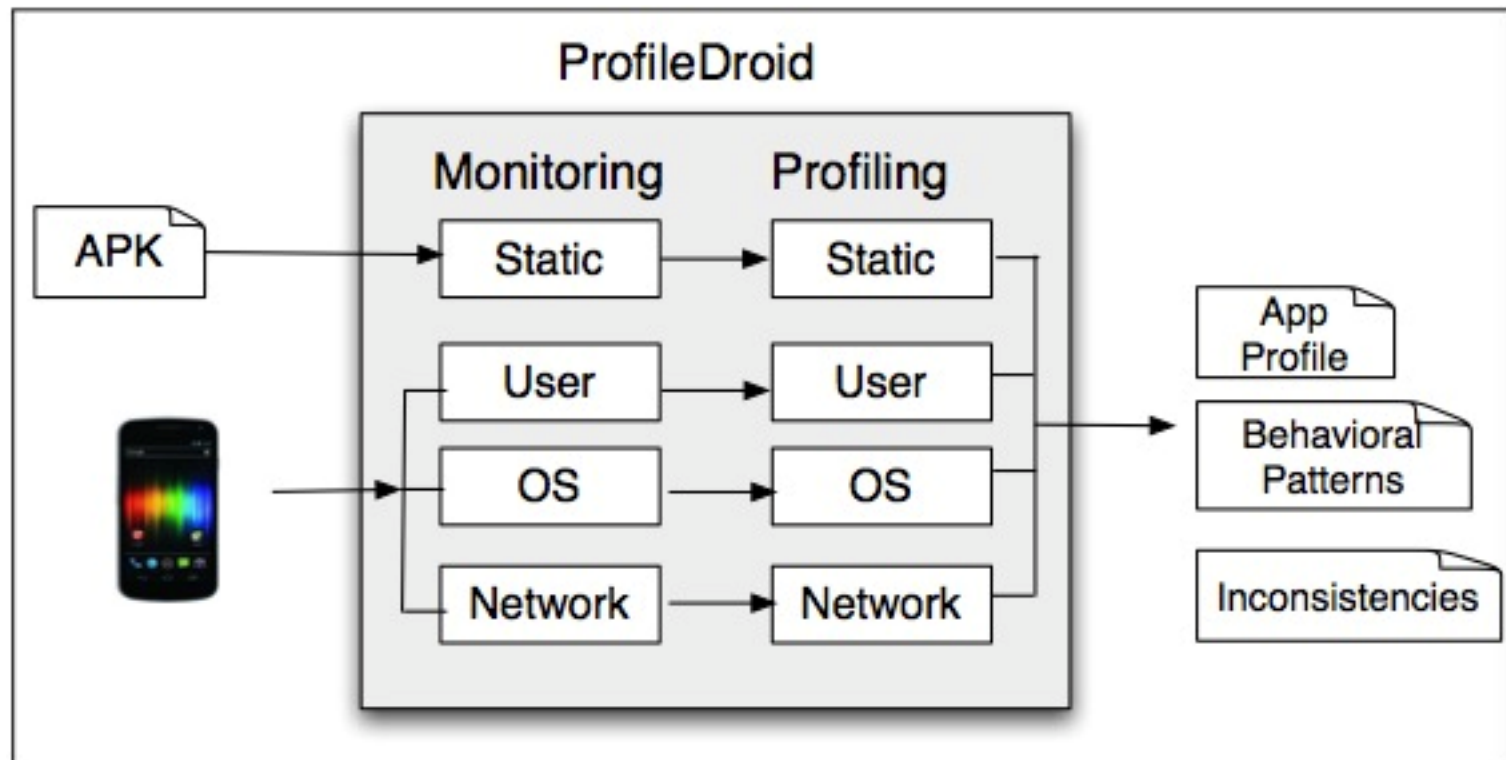 ProfileDroid
Monitoring
Profiling
APK
Static
Static
User
User
OS
OS
Network
Network
App
Profile
Behavioral
Patterns
Inconsistencies